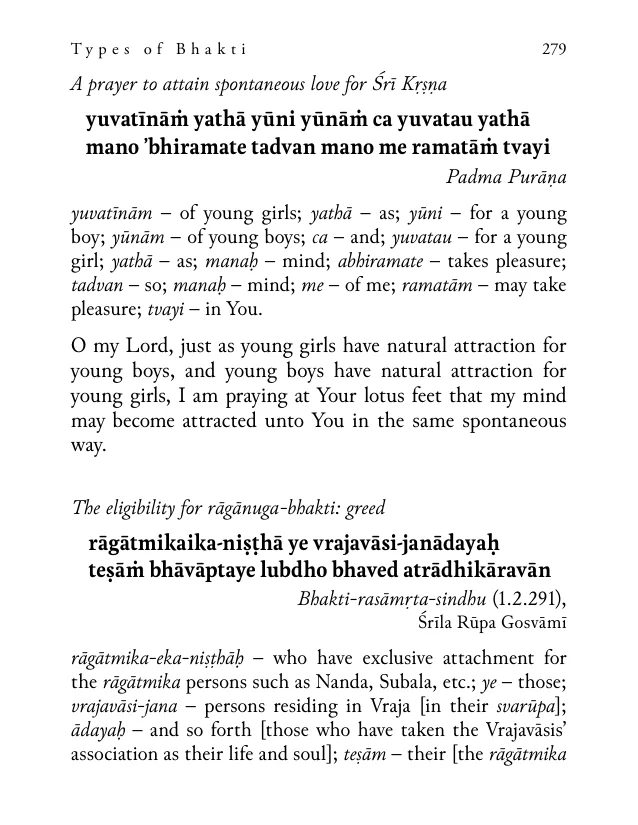 Types of Bhakti 279
A prayer to attain spontaneous love for Śrī Kṛṣṇa
yuvatīnāṁ yathā yūni yūnāṁ ca yuvatau yathā
mano ’bhiramate tadvan mano me ramatāṁ tvayi
Padma Purāṇa
yuvatīnām – of young girls; yathā – as; yūni – for a young
boy; yūnām – of young boys; ca – and; yuvatau – for a young
girl; yathā – as; manaḥ – mind; abhiramate – takes pleasure;
tadvan – so; manaḥ – mind; me – of me; ramatām – may take
pleasure; tvayi – in You.
O my Lord, just as young girls have natural attraction for
young boys, and young boys have natural attraction for
young girls, I am praying at Your lotus feet that my mind
may become attracted unto You in the same spontaneous
way.
The eligibility for rāgānuga-bhakti: greed
rāgātmikaika-niṣṭhā ye vrajavāsi-janādayaḥ
teṣāṁ bhāvāptaye lubdho bhaved atrādhikāravān
Bhakti-rasāmṛta-sindhu (1.2.291),
Śrīla Rūpa Gosvāmī
rāgātmika-eka-niṣṭhāḥ – who have exclusive attachment for
the rāgātmika persons such as Nanda, Subala, etc.; ye – those;
vrajavāsi-jana – persons residing in Vraja [in their svarūpa];
ādayaḥ – and so forth [those who have taken the Vrajavāsis’
association as their life and soul]; teṣām – their [the rāgātmika